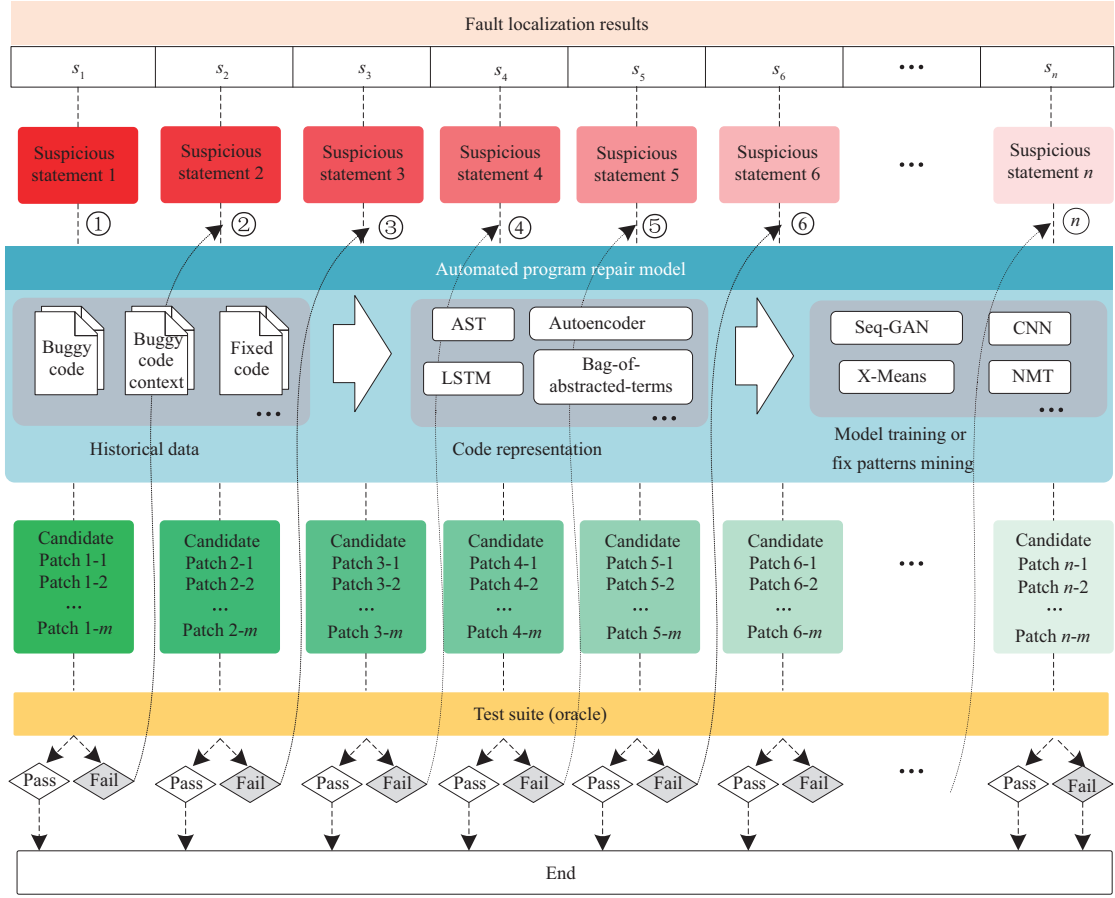 Fault localization results
s1 s2 s3 s4 s5 s6 ... sn
Suspicious
statement 1
Suspicious
statement 2
Suspicious
statement 3
Suspicious
statement 4
Suspicious
statement 5
Suspicious
statement 6
...
Suspicious
statement n
① ② ③ ④ ⑤ ⑥ ⓝ
Automated program repair model
Buggy
code
Buggy
code
context
Fixed
code
...
Historical data
AST
Autoencoder
LSTM
Bag-of-
abstracted-terms
...
Code representation
Seq-GAN
CNN
X-Means
NMT
...
Model training or
fix patterns mining
Candidate
Patch 1-1
Patch 1-2
...
Patch 1-m
Candidate
Patch 2-1
Patch 2-2
...
Patch 2-m
Candidate
Patch 3-1
Patch 3-2
...
Patch 3-m
Candidate
Patch 4-1
Patch 4-2
...
Patch 4-m
Candidate
Patch 5-1
Patch 5-2
...
Patch 5-m
Candidate
Patch 6-1
Patch 6-2
...
Patch 6-m
...
Candidate
Patch n-1
Patch n-2
...
Patch n-m
Test suite (oracle)
Pass Fail Pass Fail Pass Fail Pass Fail Pass Fail Pass Fail ... Pass Fail
End